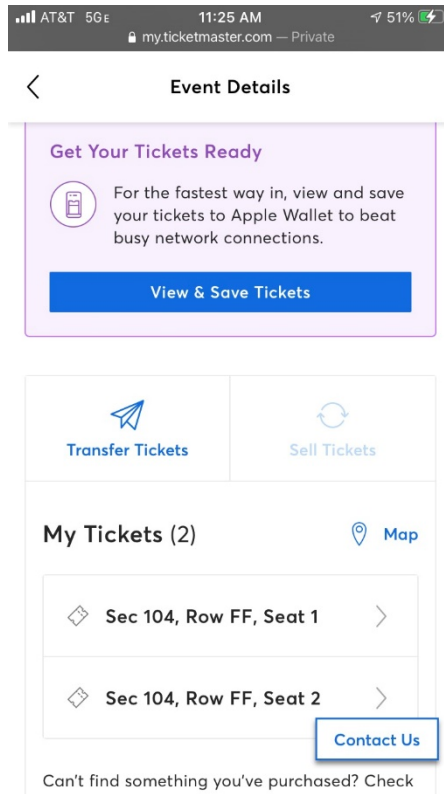 AT&T 5GE 11:25 AM 51%
my.ticketmaster.com — Private
Event Details
Get Your Tickets Ready
For the fastest way in, view and save
your tickets to Apple Wallet to beat
busy network connections.
View & Save Tickets
Transfer Tickets
Sell Tickets
My Tickets (2)
Map
Sec 104, Row FF, Seat 1
Sec 104, Row FF, Seat 2
Contact Us
Can't find something you've purchased? Check